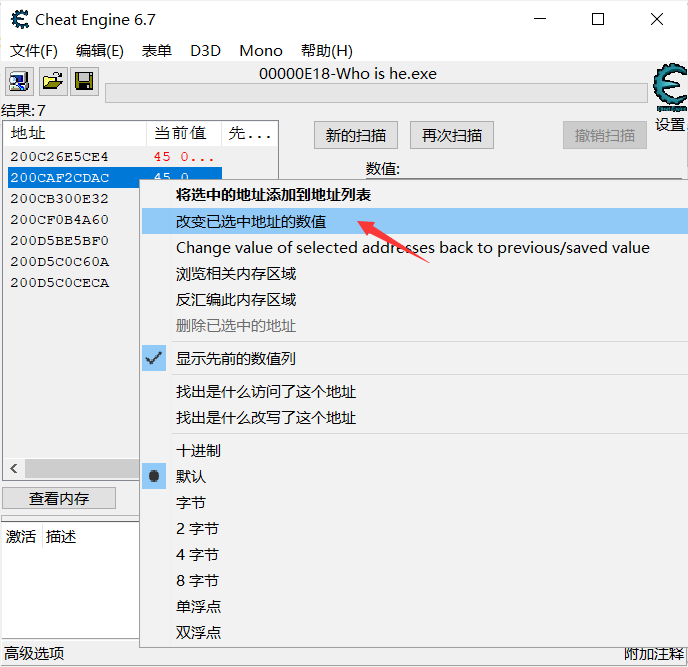 Cheat Engine 6.7
文件(F) 编辑(E) 表单 D3D Mono 帮助(H)
00000E18-Who is he.exe
结果: 7
设置
地址 当前值 先...
新的扫描 再次扫描 撤销扫描
200C26E5CE4 45 0...
数值:
200CAF2CDAC 45 0
200CB300E32
200CF0B4A60
200D5BE5BF0
200D5C0C60A
200D5C0CECA
将选中的地址添加到地址列表
改变已选中地址的数值
Change value of selected addresses back to previous/saved value
浏览相关内存区域
反汇编此内存区域
删除已选中的地址
显示先前的数值列
找出是什么访问了这个地址
找出是什么改写了这个地址
十进制
默认
字节
2 字节
4 字节
8 字节
单浮点
双浮点
查看内存
激活 描述
高级选项 附加注释